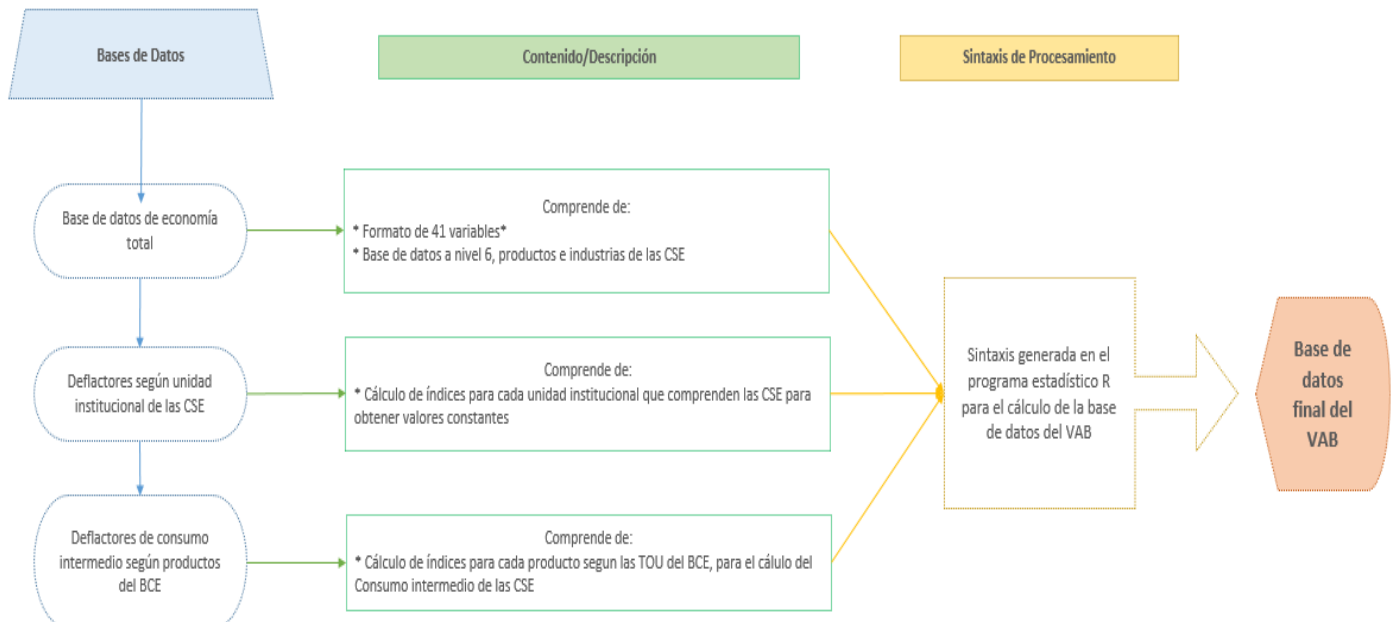 Bases de Datos
Contenido/Descripción
Sintaxis de Procesamiento
Base de datos de economía
total
Comprende de:
* Formato de 41 variables*
* Base de datos a nivel 6, productos e industrias de las CSE
Deflactores según unidad
institucional de las CSE
Comprende de:
* Cálculo de índices para cada unidad institucional que comprenden las CSE para
obtener valores constantes
Deflactores de consumo
intermedio según productos
del BCE
Comprende de:
* Cálculo de índices para cada producto segun las TOU del BCE, para el cálulo del
Consumo intermedio de las CSE
Sintaxis generada en el
programa estadístico R
para el cálculo de la base
de datos del VAB
Base de
datos
final del
VAB